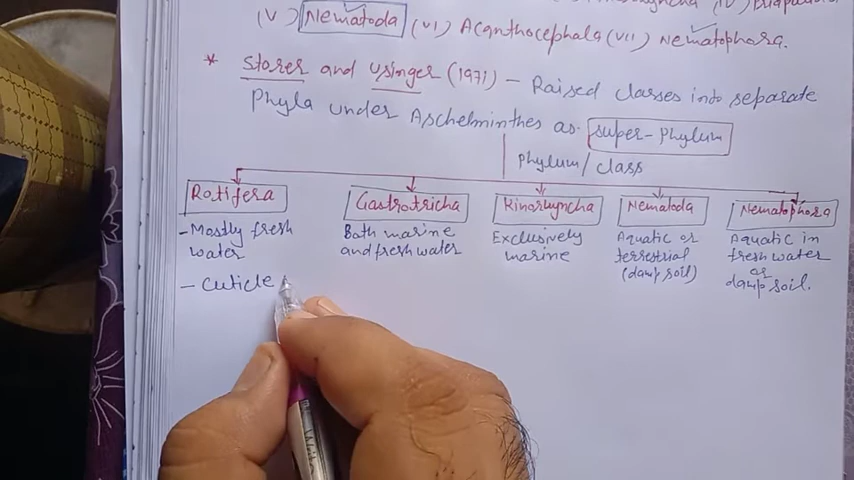 (IV) Priapulida
(V) Nematoda (VI) Acanthocephala (VII) Nematophora.
* Storer and Usinger (1971) – Raised classes into separate
Phyla under Aschelminthes as super-Phylum
Phylum/class
Rotifera
- Mostly fresh
water
- Cuticle
Gastrotricha
Both marine
and fresh water
Kinorhyncha
Exclusively
marine
Nematoda
Aquatic or
terrestrial
(damp soil)
Nematophora
Aquatic in
fresh water
or
damp soil.